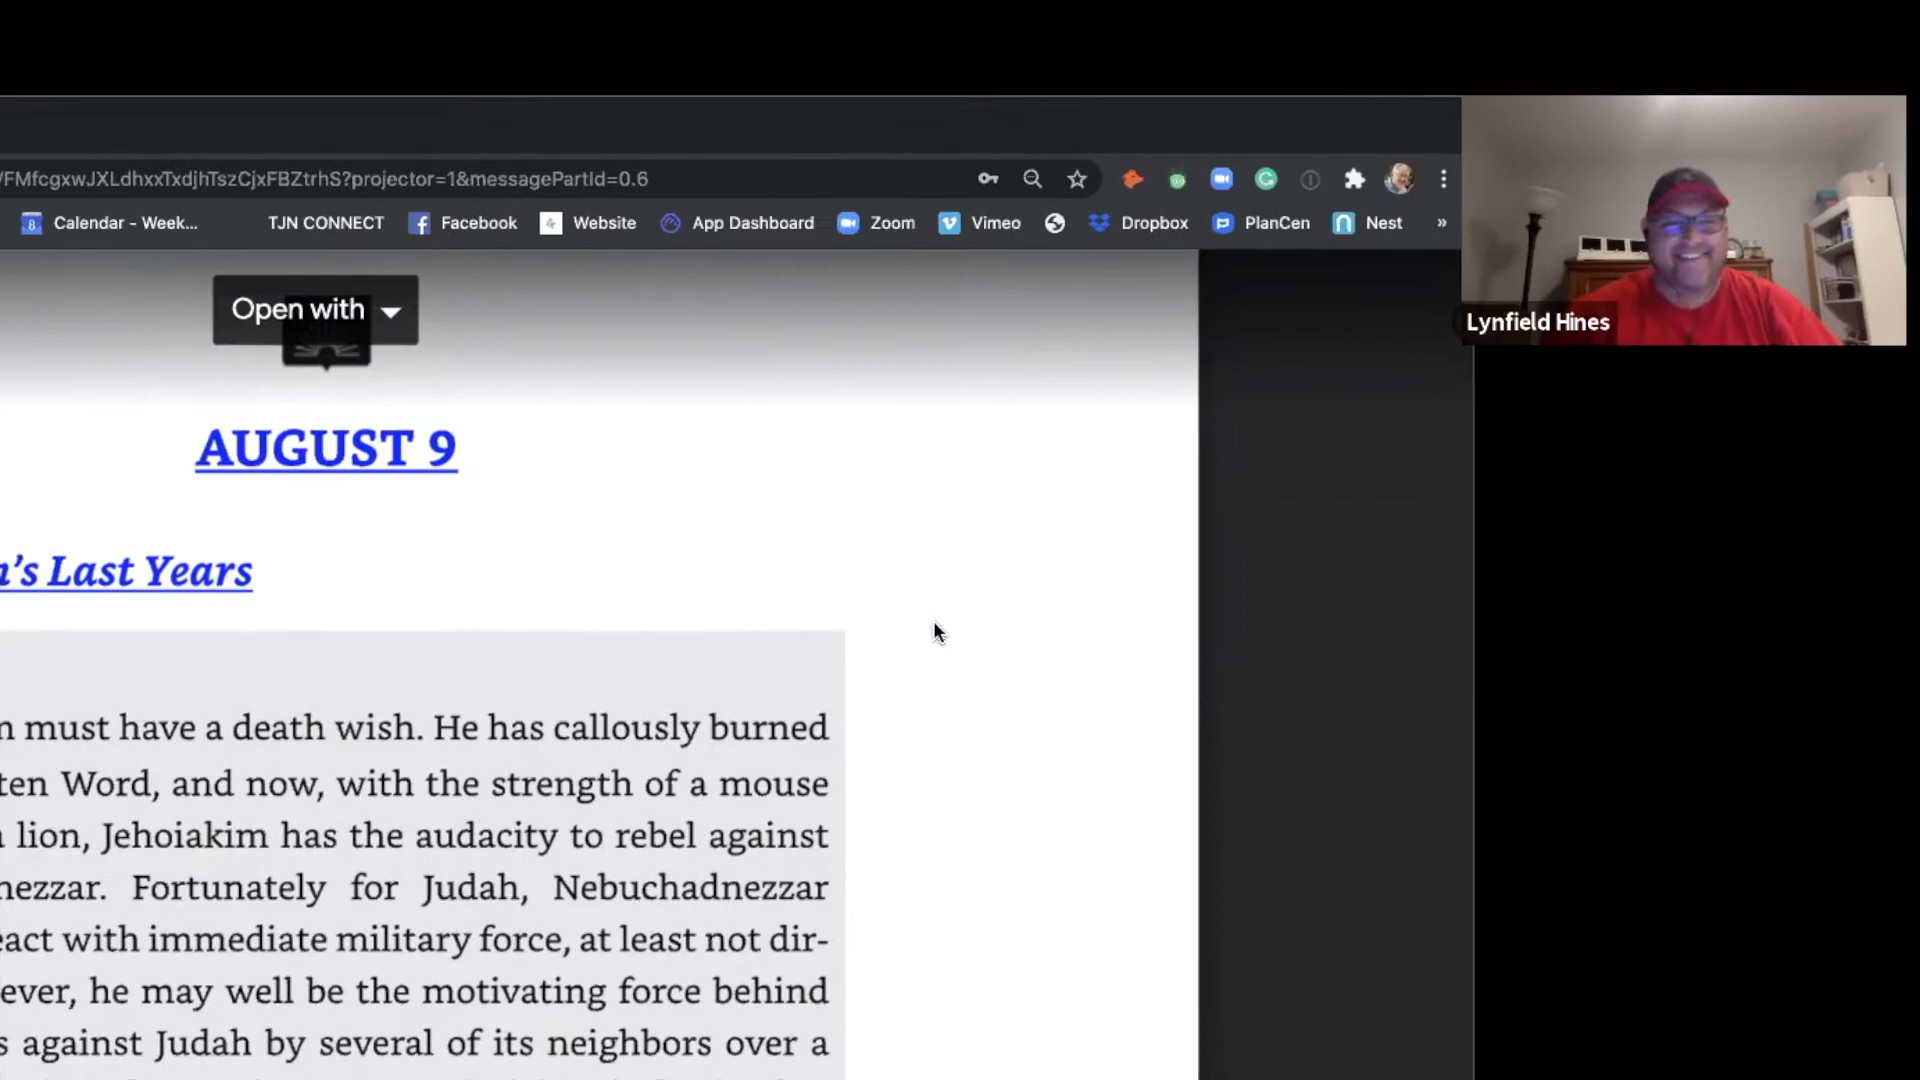 /FMfcgxwJXLdhxxTxdjhTszCjxFBZtrhS?projector=1&messagePartId=0.6
8 Calendar - Week... TJN CONNECT Facebook Website App Dashboard Zoom Vimeo Dropbox PlanCen Nest »
Open with
Lynfield Hines
AUGUST 9
's Last Years
must have a death wish. He has callously burned
ten Word, and now, with the strength of a mouse
lion, Jehoiakim has the audacity to rebel against
nezzar. Fortunately for Judah, Nebuchadnezzar
eact with immediate military force, at least not dir-
ever, he may well be the motivating force behind
s against Judah by several of its neighbors over a